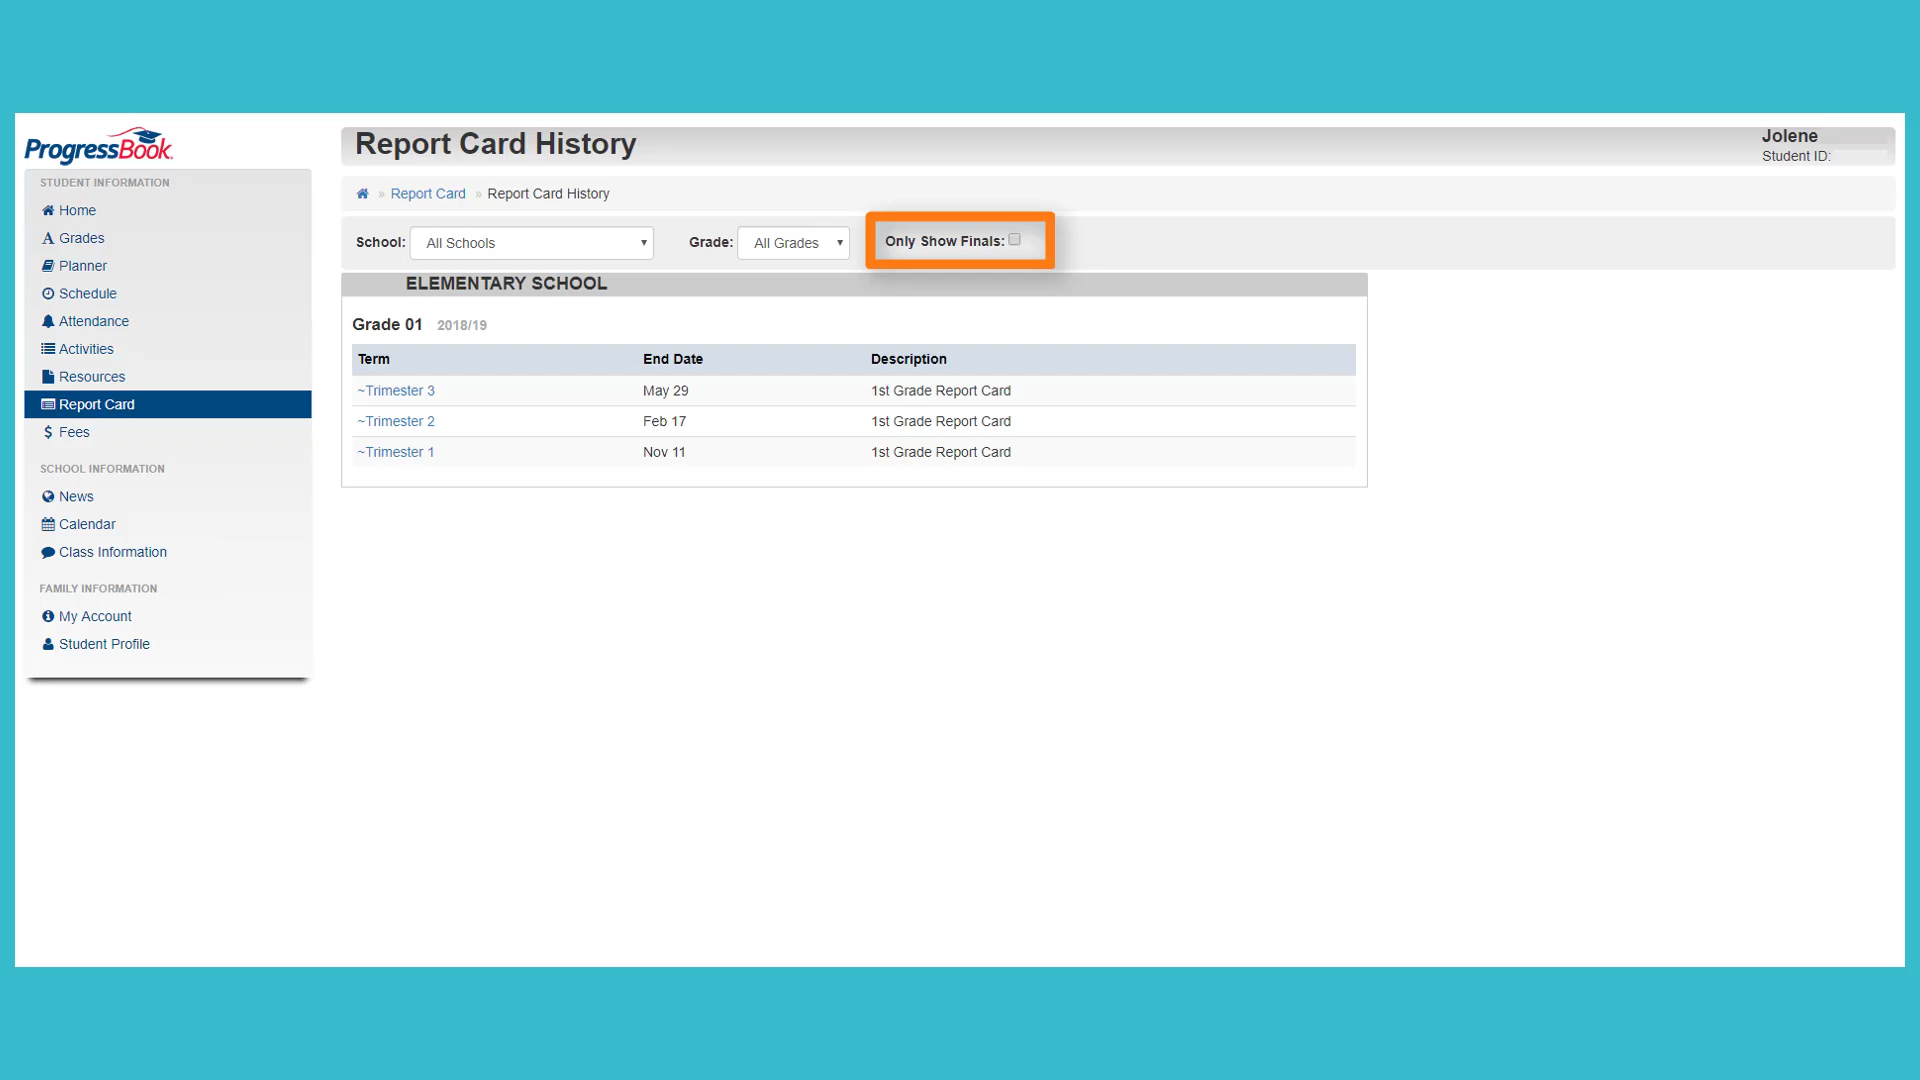 ProgressBook
Report Card History
Jolene
Student ID:
STUDENT INFORMATION
Home
Grades
Planner
Schedule
Attendance
Activities
Resources
Report Card
Fees
SCHOOL INFORMATION
News
Calendar
Class Information
FAMILY INFORMATION
My Account
Student Profile
» Report Card » Report Card History
School: All Schools Grade: All Grades Only Show Finals:
ELEMENTARY SCHOOL
Grade 01 2018/19
Term End Date Description
~Trimester 3 May 29 1st Grade Report Card
~Trimester 2 Feb 17 1st Grade Report Card
~Trimester 1 Nov 11 1st Grade Report Card